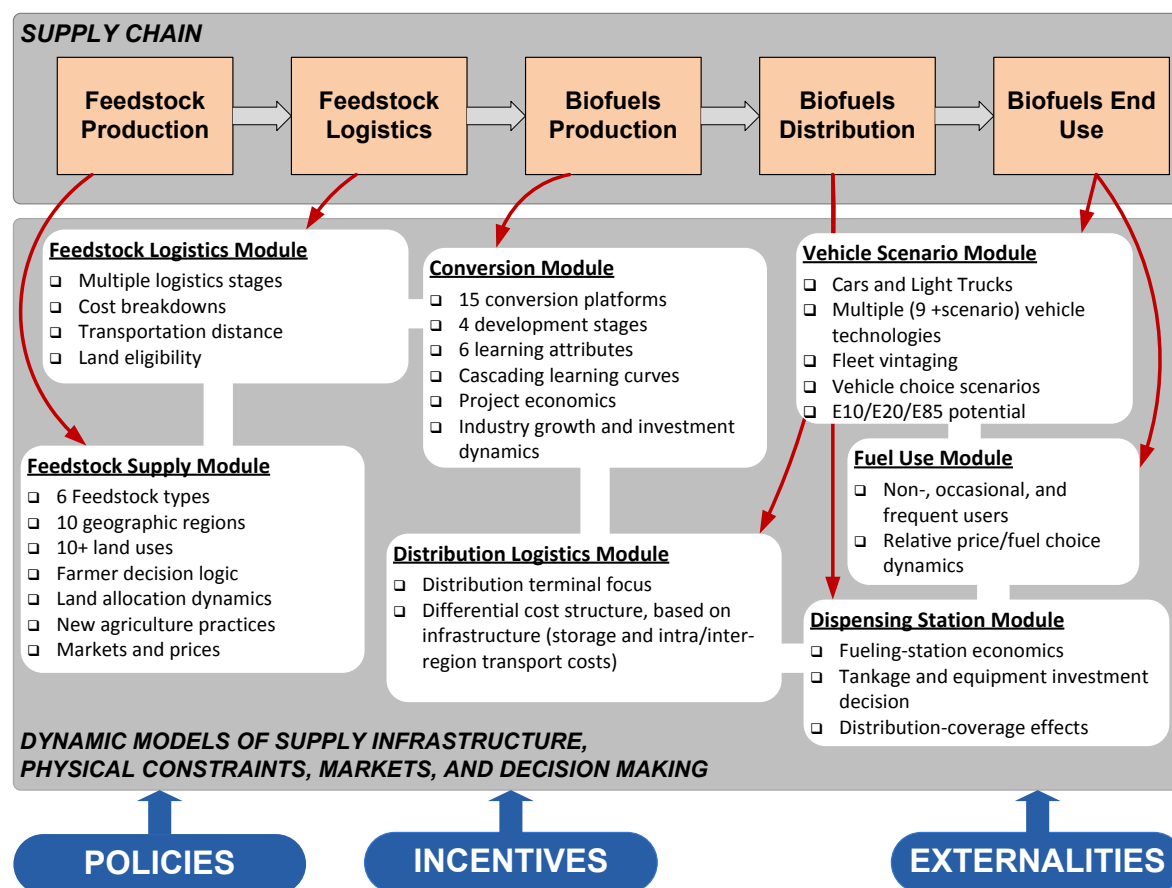 SUPPLY CHAIN
Feedstock
Production
Feedstock
Logistics
Biofuels
Production
Biofuels
Distribution
Biofuels End
Use
Feedstock Logistics Module
❑ Multiple logistics stages
❑ Cost breakdowns
❑ Transportation distance
❑ Land eligibility
Conversion Module
❑ 15 conversion platforms
❑ 4 development stages
❑ 6 learning attributes
❑ Cascading learning curves
❑ Project economics
❑ Industry growth and investment
dynamics
Vehicle Scenario Module
❑ Cars and Light Trucks
❑ Multiple (9 +scenario) vehicle
technologies
❑ Fleet vintaging
❑ Vehicle choice scenarios
❑ E10/E20/E85 potential
Feedstock Supply Module
❑ 6 Feedstock types
❑ 10 geographic regions
❑ 10+ land uses
❑ Farmer decision logic
❑ Land allocation dynamics
❑ New agriculture practices
❑ Markets and prices
Distribution Logistics Module
❑ Distribution terminal focus
❑ Differential cost structure, based on
infrastructure (storage and intra/inter-
region transport costs)
Fuel Use Module
❑ Non-, occasional, and
frequent users
❑ Relative price/fuel choice
dynamics
Dispensing Station Module
❑ Fueling-station economics
❑ Tankage and equipment investment
decision
❑ Distribution-coverage effects
DYNAMIC MODELS OF SUPPLY INFRASTRUCTURE,
PHYSICAL CONSTRAINTS, MARKETS, AND DECISION MAKING
POLICIES
INCENTIVES
EXTERNALITIES